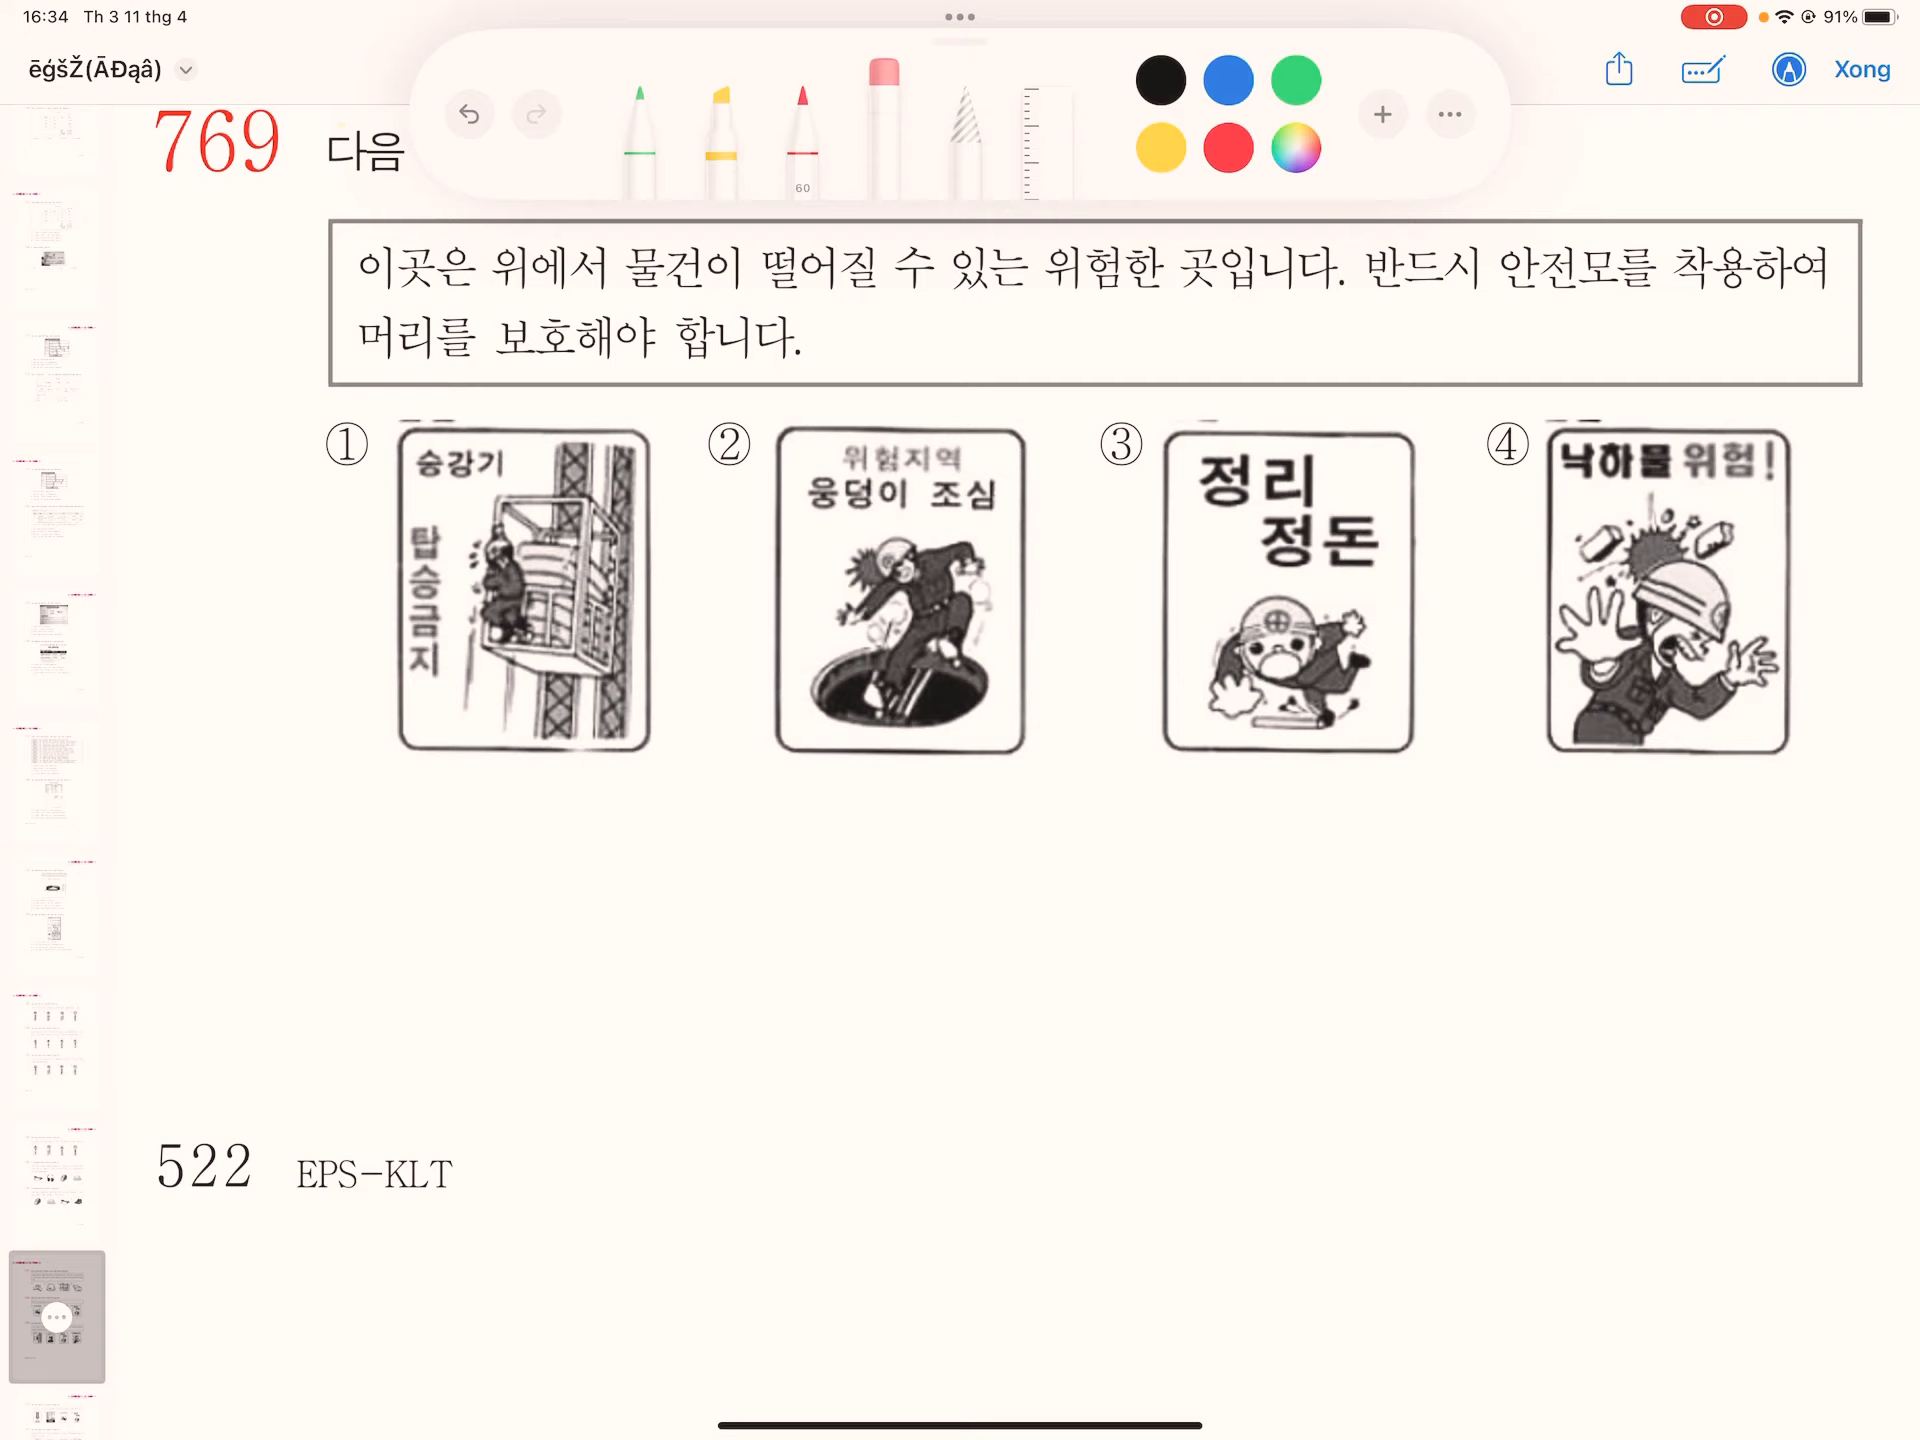 16:34 Th 3 11 thg 4
91%
ēģšŽ(ĀĐąâ)
Xong
60
769 다음
이곳은 위에서 물건이 떨어질 수 있는 위험한 곳입니다. 반드시 안전모를 착용하여
머리를 보호해야 합니다.
①
승강기
탑승금지
②
위험지역
웅덩이 조심
③
정리
정돈
④
낙하물 위험!
522 EPS-KLT